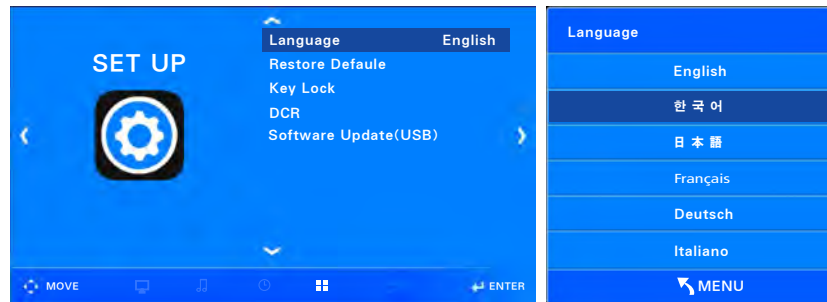 SET UP
Language English
Restore Defaule
Key Lock
DCR
Software Update(USB)
MOVE
ENTER
Language
English
한국어
日本語
Français
Deutsch
Italiano
MENU